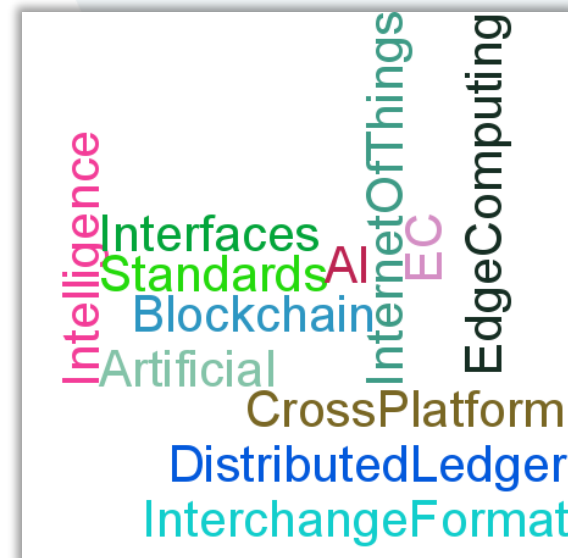 Intelligence
InternetOfThings
EdgeComputing
EC
Interfaces
AI
Standards
Blockchain
Artificial
CrossPlatform
DistributedLedger
InterchangeFormat